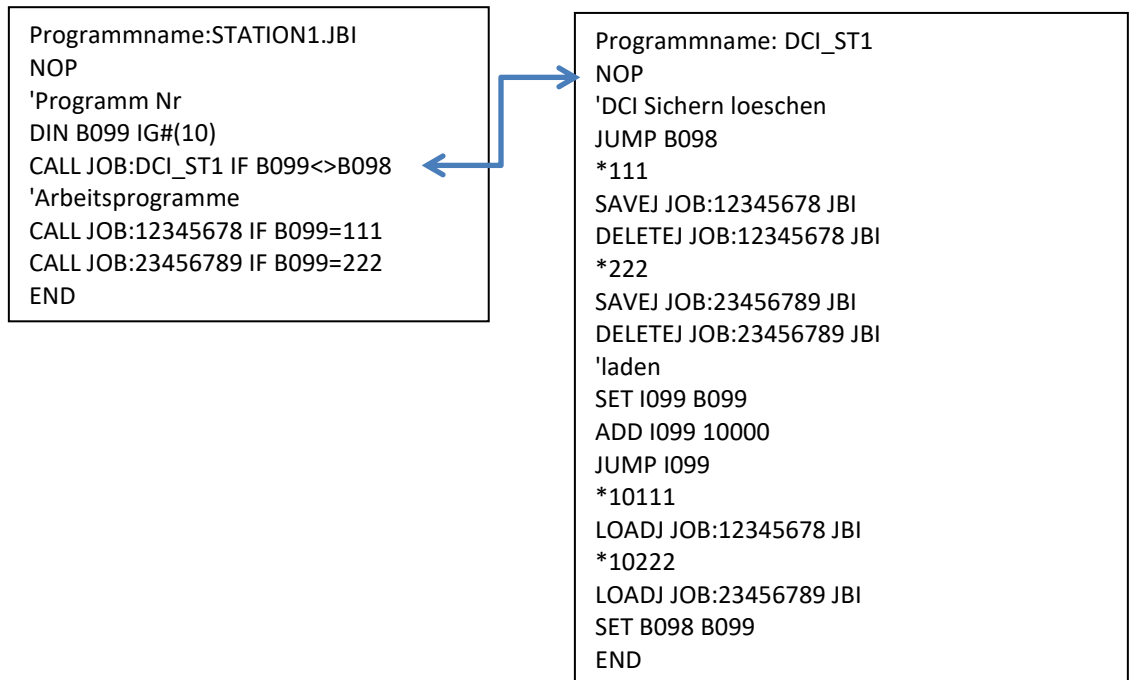 Programmname:STATION1.JBI
NOP
'Programm Nr
DIN B099 IG#(10)
CALL JOB:DCI_ST1 IF B099<>B098
'Arbeitsprogramme
CALL JOB:12345678 IF B099=111
CALL JOB:23456789 IF B099=222
END
Programmname: DCI_ST1
NOP
'DCI Sichern loeschen
JUMP B098
*111
SAVEJ JOB:12345678 JBI
DELETEJ JOB:12345678 JBI
*222
SAVEJ JOB:23456789 JBI
DELETEJ JOB:23456789 JBI
'laden
SET I099 B099
ADD I099 10000
JUMP I099
*10111
LOADJ JOB:12345678 JBI
*10222
LOADJ JOB:23456789 JBI
SET B098 B099
END